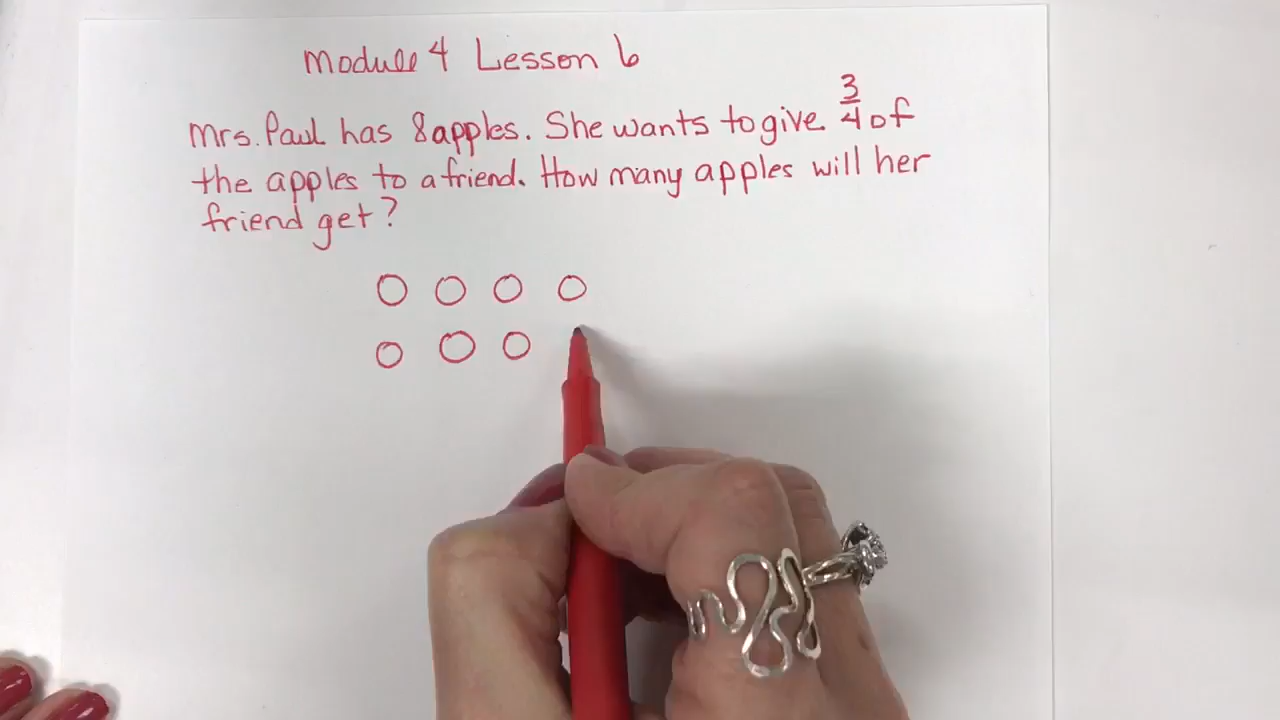 Module 4 Lesson 6
Mrs. Paul has 8 apples. She wants to give 3/4 of
the apples to a friend. How many apples will her
friend get?